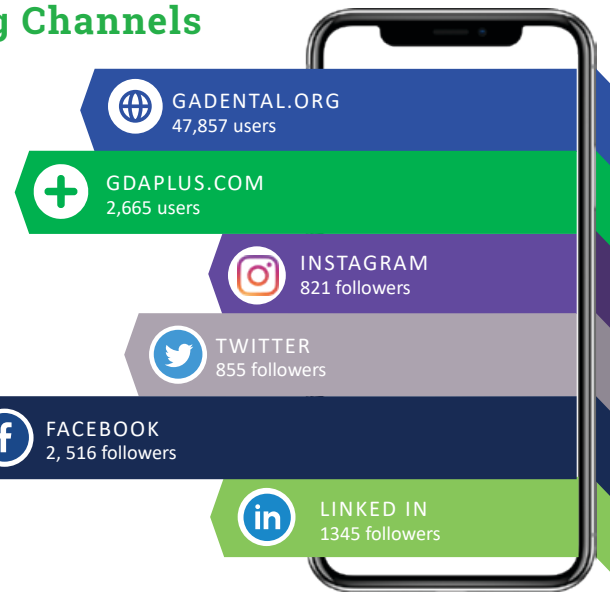 g Channels
GADENTAL.ORG
47,857 users
GDAPLUS.COM
2,665 users
INSTAGRAM
821 followers
TWITTER
855 followers
FACEBOOK
2, 516 followers
LINKED IN
1345 followers